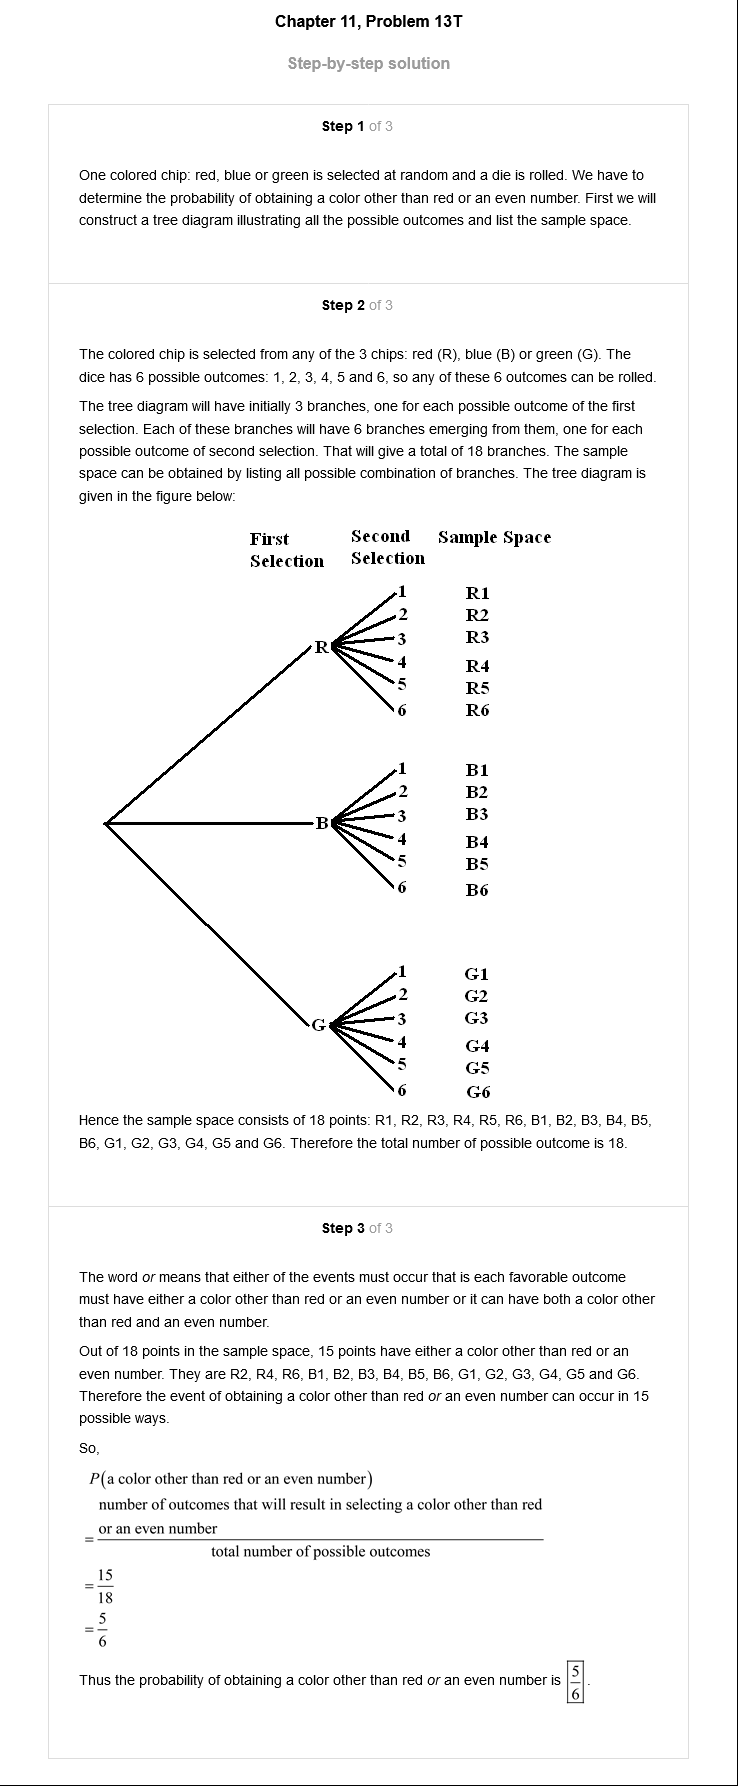 Chapter 11, Problem 13T
Step-by-step solution
Step 1 of 3
One colored chip: red, blue or green is selected at random and a die is rolled. We have to
determine the probability of obtaining a color other than red or an even number. First we will
construct a tree diagram illustrating all the possible outcomes and list the sample space.
Step 2 of 3
The colored chip is selected from any of the 3 chips: red (R), blue (B) or green (G). The
dice has 6 possible outcomes: 1, 2, 3, 4, 5 and 6, so any of these 6 outcomes can be rolled.
The tree diagram will have initially 3 branches, one for each possible outcome of the first
selection. Each of these branches will have 6 branches emerging from them, one for each
possible outcome of second selection. That will give a total of 18 branches. The sample
space can be obtained by listing all possible combination of branches. The tree diagram is
given in the figure below:
First Second Sample Space
Selection Selection
1 R1
2 R2
R 3 R3
4 R4
5 R5
6 R6
1 B1
2 B2
B 3 B3
4 B4
5 B5
6 B6
1 G1
2 G2
G 3 G3
4 G4
5 G5
6 G6
Hence the sample space consists of 18 points: R1, R2, R3, R4, R5, R6, B1, B2, B3, B4, B5,
B6, G1, G2, G3, G4, G5 and G6. Therefore the total number of possible outcome is 18.
Step 3 of 3
The word or means that either of the events must occur that is each favorable outcome
must have either a color other than red or an even number or it can have both a color other
than red and an even number.
Out of 18 points in the sample space, 15 points have either a color other than red or an
even number. They are R2, R4, R6, B1, B2, B3, B4, B5, B6, G1, G2, G3, G4, G5 and G6.
Therefore the event of obtaining a color other than red or an even number can occur in 15
possible ways.
So,
P(a color other than red or an even number)
number of outcomes that will result in selecting a color other than red
or an even number
=
total number of possible outcomes
15
=
18
5
=
6
Thus the probability of obtaining a color other than red or an even number is 5/6.